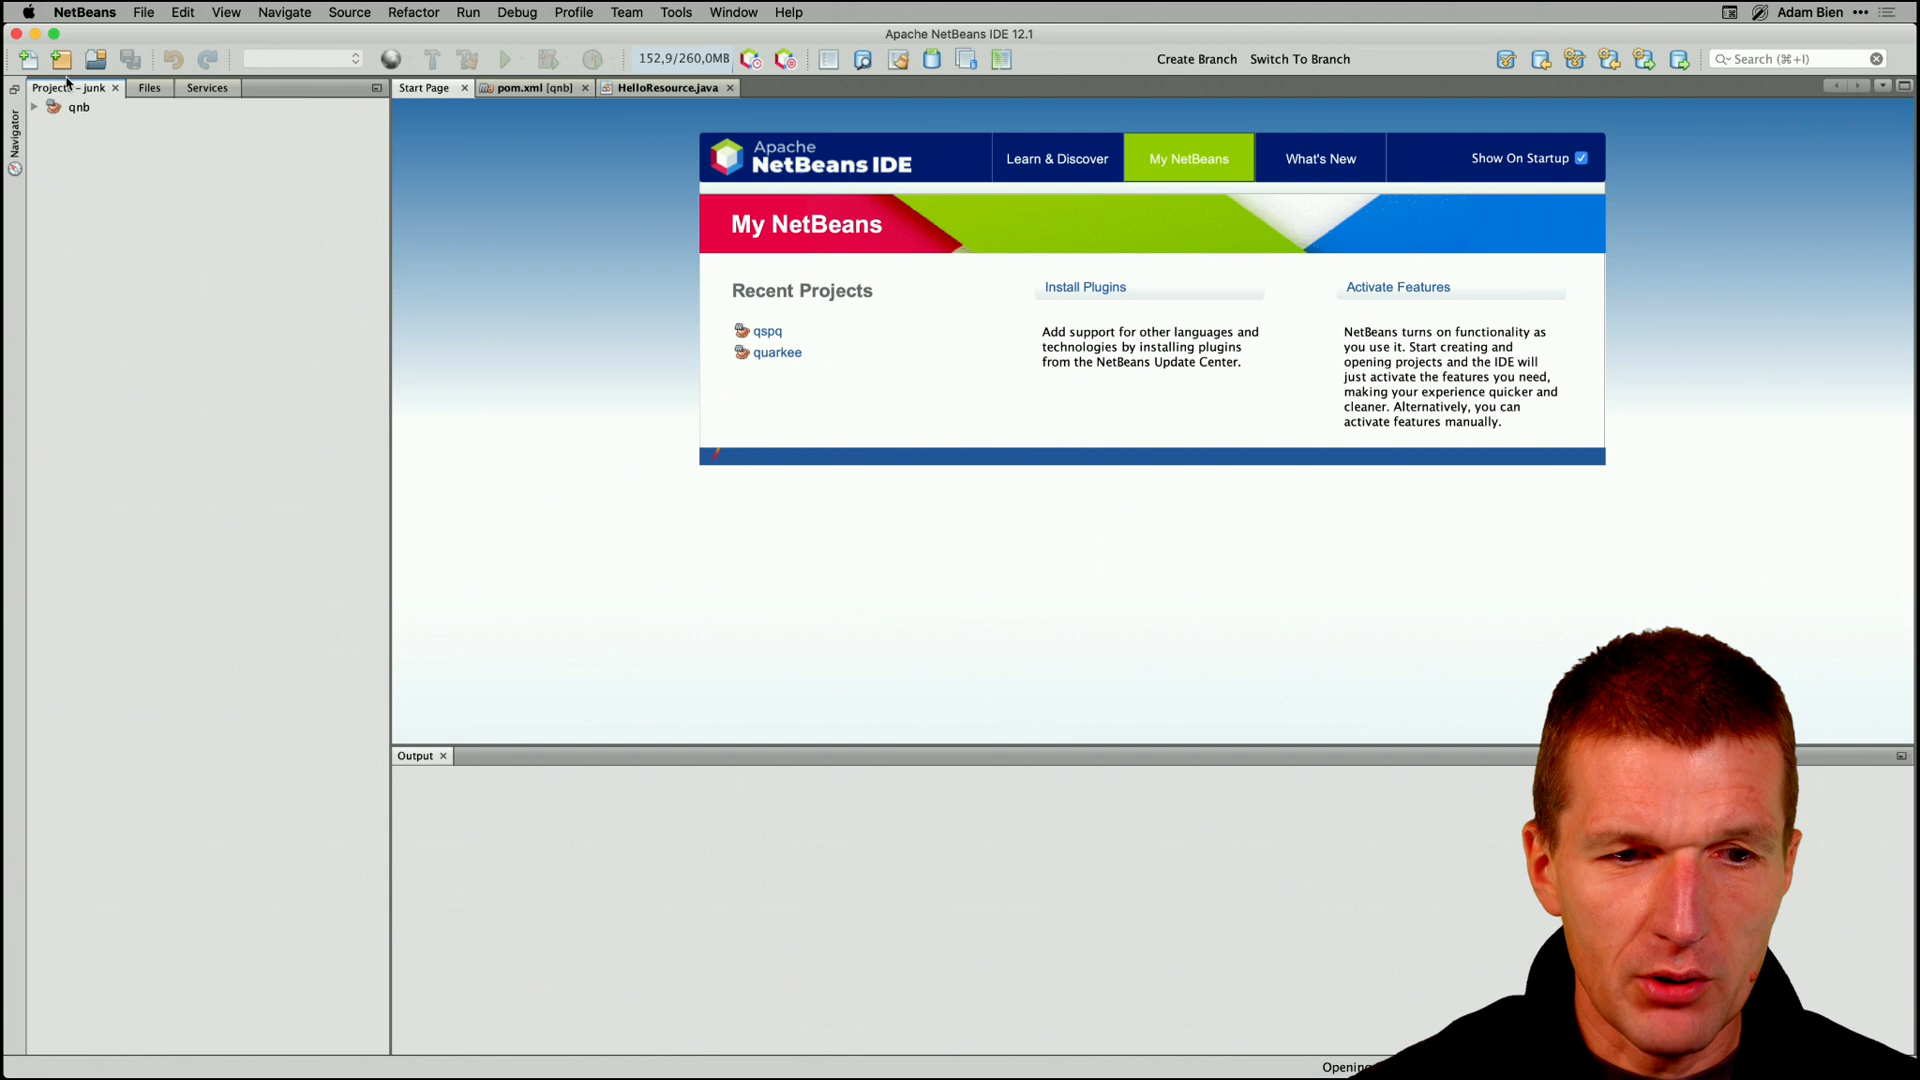 NetBeans File Edit View Navigate Source Refactor Run Debug Profile Team Tools Window Help Adam Bien •••
Apache NetBeans IDE 12.1
152,9/260,0MB Create Branch Switch To Branch Search (⌘+I)
Projects – junk Files Services Start Page pom.xml [qnb] HelloResource.java
qnb
Navigator
Apache
NetBeans IDE
Learn & Discover My NetBeans What's New Show On Startup
My NetBeans
Recent Projects
qspq
quarkee
Install Plugins
Add support for other languages and
technologies by installing plugins
from the NetBeans Update Center.
Activate Features
NetBeans turns on functionality as
you use it. Start creating and
opening projects and the IDE will
just activate the features you need,
making your experience quicker and
cleaner. Alternatively, you can
activate features manually.
Output
Opening